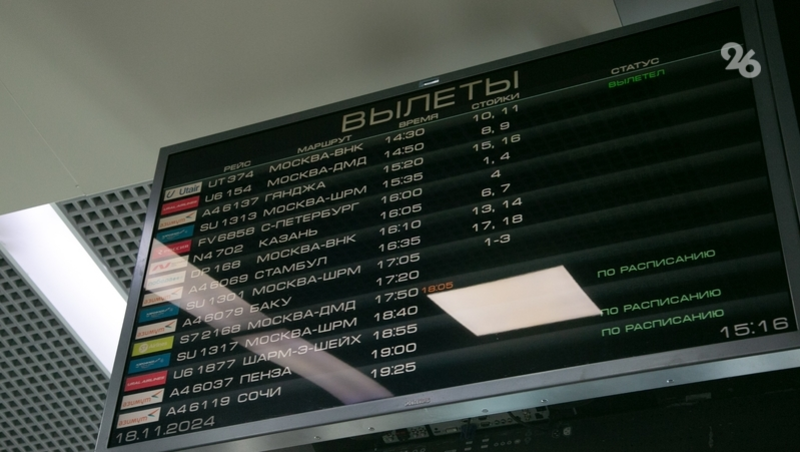 26
ВЫЛЕТЫ
РЕЙС МАРШРУТ ВРЕМЯ СТОЙКИ СТАТУС
Utair UT374 МОСКВА-ВНК 14:30 10, 11 ВЫЛЕТЕЛ
U6 154 МОСКВА-ДМД 14:50 8, 9
A4 6137 ГЯНДЖА 15:20 15, 16
SU 1313 МОСКВА-ШРМ 15:35 1, 4
FV6858 С-ПЕТЕРБУРГ 16:00 4
N4 702 КАЗАНЬ 16:05 6, 7
DP 168 МОСКВА-ВНК 16:10 13, 14
A4 8069 СТАМБУЛ 16:35 17, 18
SU 1301 МОСКВА-ШРМ 17:05 1-3
A4 6079 БАКУ 17:20
S7 2168 МОСКВА-ДМД 17:50 18:05
SU 1317 МОСКВА-ШРМ 18:40 ПО РАСПИСАНИЮ
U6 1877 ШАРМ-Э-ШЕЙХ 18:55
A4 6037 ПЕНЗА 19:00 ПО РАСПИСАНИЮ
A4 6119 СОЧИ 19:25 ПО РАСПИСАНИЮ
18.11.2024 15:16